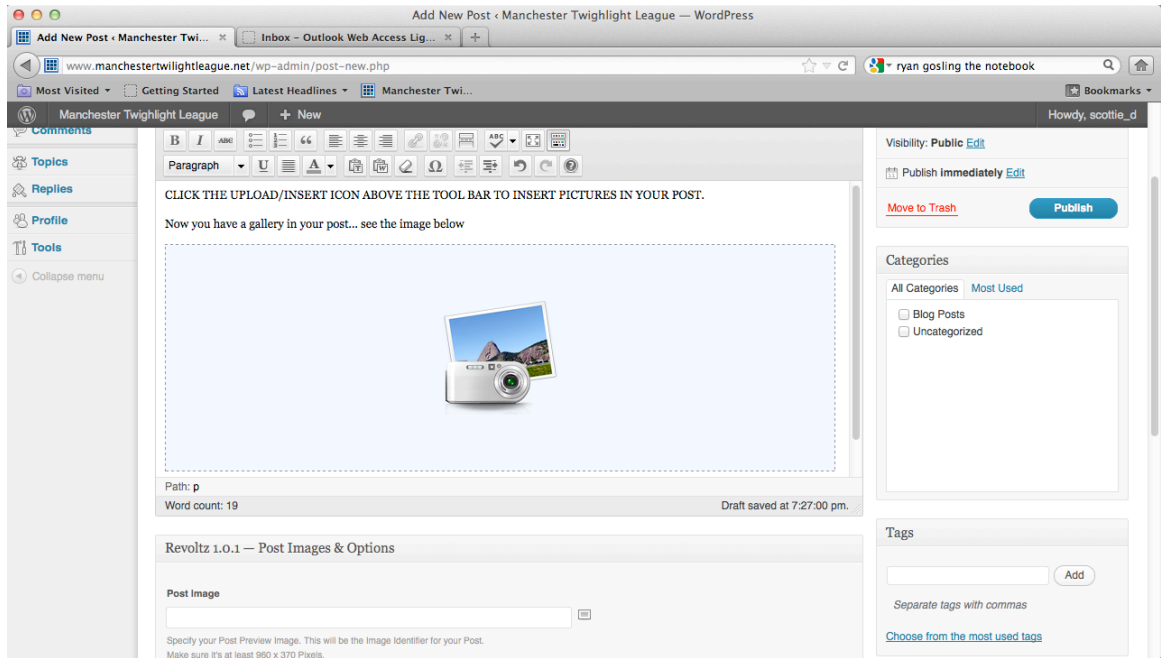 Add New Post ‹ Manchester Twighlight League — WordPress
Add New Post ‹ Manchester Twi...
Inbox – Outlook Web Access Lig...
www.manchestertwilightleague.net/wp-admin/post-new.php
ryan gosling the notebook
Most Visited
Getting Started
Latest Headlines
Manchester Twi...
Bookmarks
Manchester Twighlight League
+ New
Howdy, scottie_d
Comments
Topics
Replies
Profile
Tools
Collapse menu
B I ABC ABC
Paragraph U A T W Ω ?
CLICK THE UPLOAD/INSERT ICON ABOVE THE TOOL BAR TO INSERT PICTURES IN YOUR POST.
Now you have a gallery in your post... see the image below
Path: p
Word count: 19
Draft saved at 7:27:00 pm.
Revoltz 1.0.1 — Post Images & Options
Post Image
Specify your Post Preview Image. This will be the Image Identifier for your Post.
Make sure it's at least 960 x 370 Pixels.
Visibility: Public Edit
Publish immediately Edit
Move to Trash
Publish
Categories
All Categories
Most Used
Blog Posts
Uncategorized
Tags
Add
Separate tags with commas
Choose from the most used tags